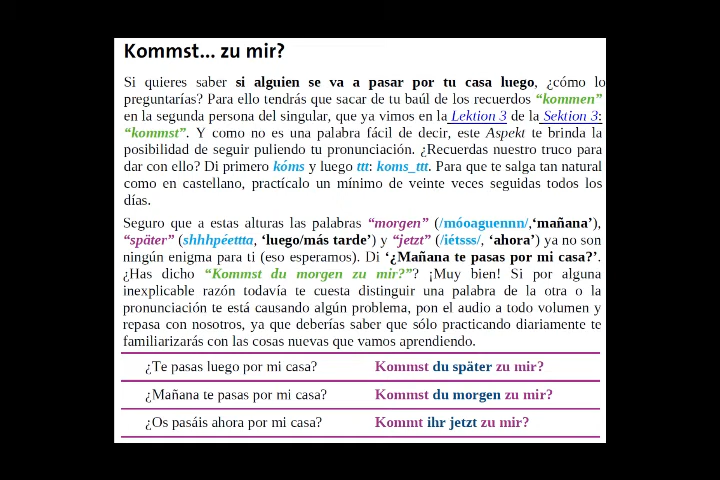 Kommst... zu mir?
Si quieres saber si alguien se va a pasar por tu casa luego, ¿cómo lo
preguntarías? Para ello tendrás que sacar de tu baúl de los recuerdos “kommen”
en la segunda persona del singular, que ya vimos en la Lektion 3 de la Sektion 3:
“kommst”. Y como no es una palabra fácil de decir, este Aspekt te brinda la
posibilidad de seguir puliendo tu pronunciación. ¿Recuerdas nuestro truco para
dar con ello? Di primero kóms y luego ttt: koms_ttt. Para que te salga tan natural
como en castellano, practícalo un mínimo de veinte veces seguidas todos los
días.
Seguro que a estas alturas las palabras “morgen” (/móoaguennn/,‘mañana’),
“später” (shhhpéettta, ‘luego/más tarde’) y “jetzt” (/iétsss/, ‘ahora’) ya no son
ningún enigma para ti (eso esperamos). Di ‘¿Mañana te pasas por mi casa?’.
¿Has dicho “Kommst du morgen zu mir?”? ¡Muy bien! Si por alguna
inexplicable razón todavía te cuesta distinguir una palabra de la otra o la
pronunciación te está causando algún problema, pon el audio a todo volumen y
repasa con nosotros, ya que deberías saber que sólo practicando diariamente te
familiarizarás con las cosas nuevas que vamos aprendiendo.
¿Te pasas luego por mi casa? Kommst du später zu mir?
¿Mañana te pasas por mi casa? Kommst du morgen zu mir?
¿Os pasáis ahora por mi casa? Kommt ihr jetzt zu mir?